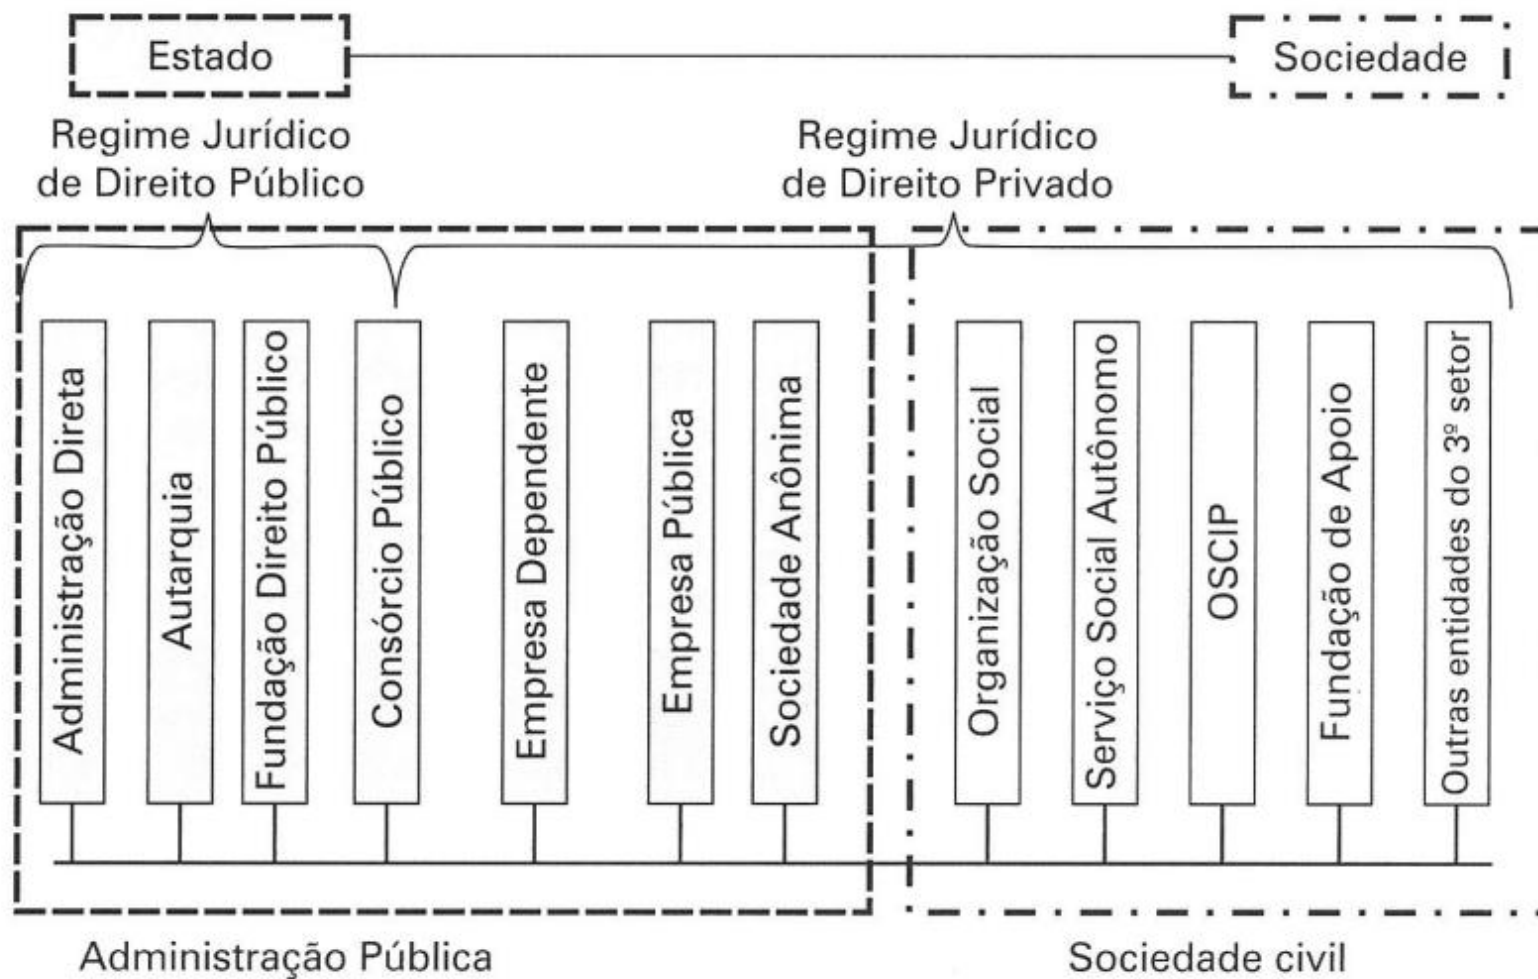 Estado
Sociedade
Regime Jurídico
de Direito Público
Regime Jurídico
de Direito Privado
Administração Direta
Autarquia
Fundação Direito Público
Consórcio Público
Empresa Dependente
Empresa Pública
Sociedade Anônima
Organização Social
Serviço Social Autônomo
OSCIP
Fundação de Apoio
Outras entidades do 3º setor
Administração Pública
Sociedade civil